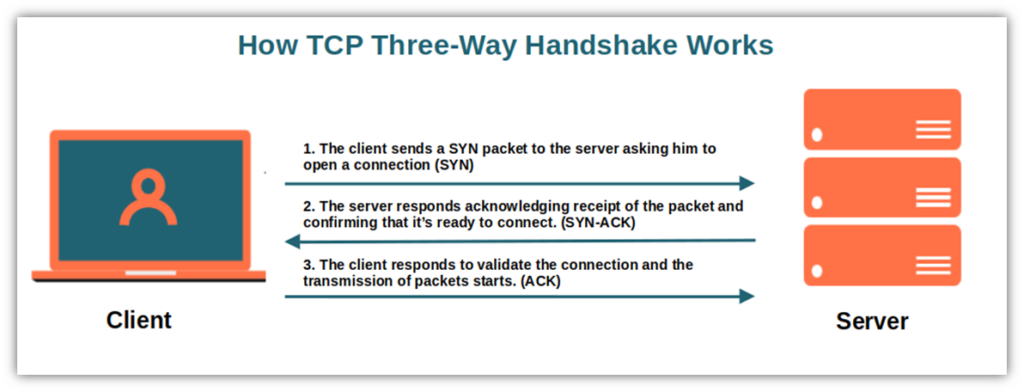 How TCP Three-Way Handshake Works
1. The client sends a SYN packet to the server asking him to
open a connection (SYN)
2. The server responds acknowledging receipt of the packet and
confirming that it’s ready to connect. (SYN-ACK)
3. The client responds to validate the connection and the
transmission of packets starts. (ACK)
Client
Server